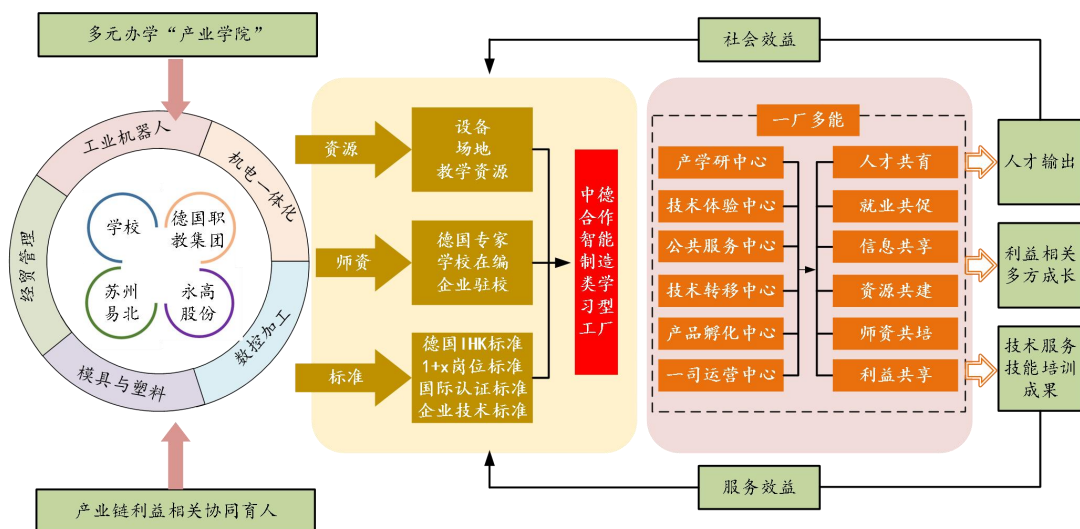 多元办学“产业学院”
工业机器人
机电一体化
数控加工
模具与塑料
经贸管理
学校
德国职
教集团
苏州
易北
永高
股份
产业链利益相关协同育人
资源
师资
标准
设备
场地
教学资源
德国专家
学校在编
企业驻校
德国IHK标准
1+x岗位标准
国际认证标准
企业技术标准
中德
合作
智能
制造
类学
习型
工厂
社会效益
一厂多能
产学研中心
技术体验中心
公共服务中心
技术转移中心
产品孵化中心
一司运营中心
人才共育
就业共促
信息共享
资源共建
师资共培
利益共享
人才输出
利益相关
多方成长
技术服务
技能培训
成果
服务效益